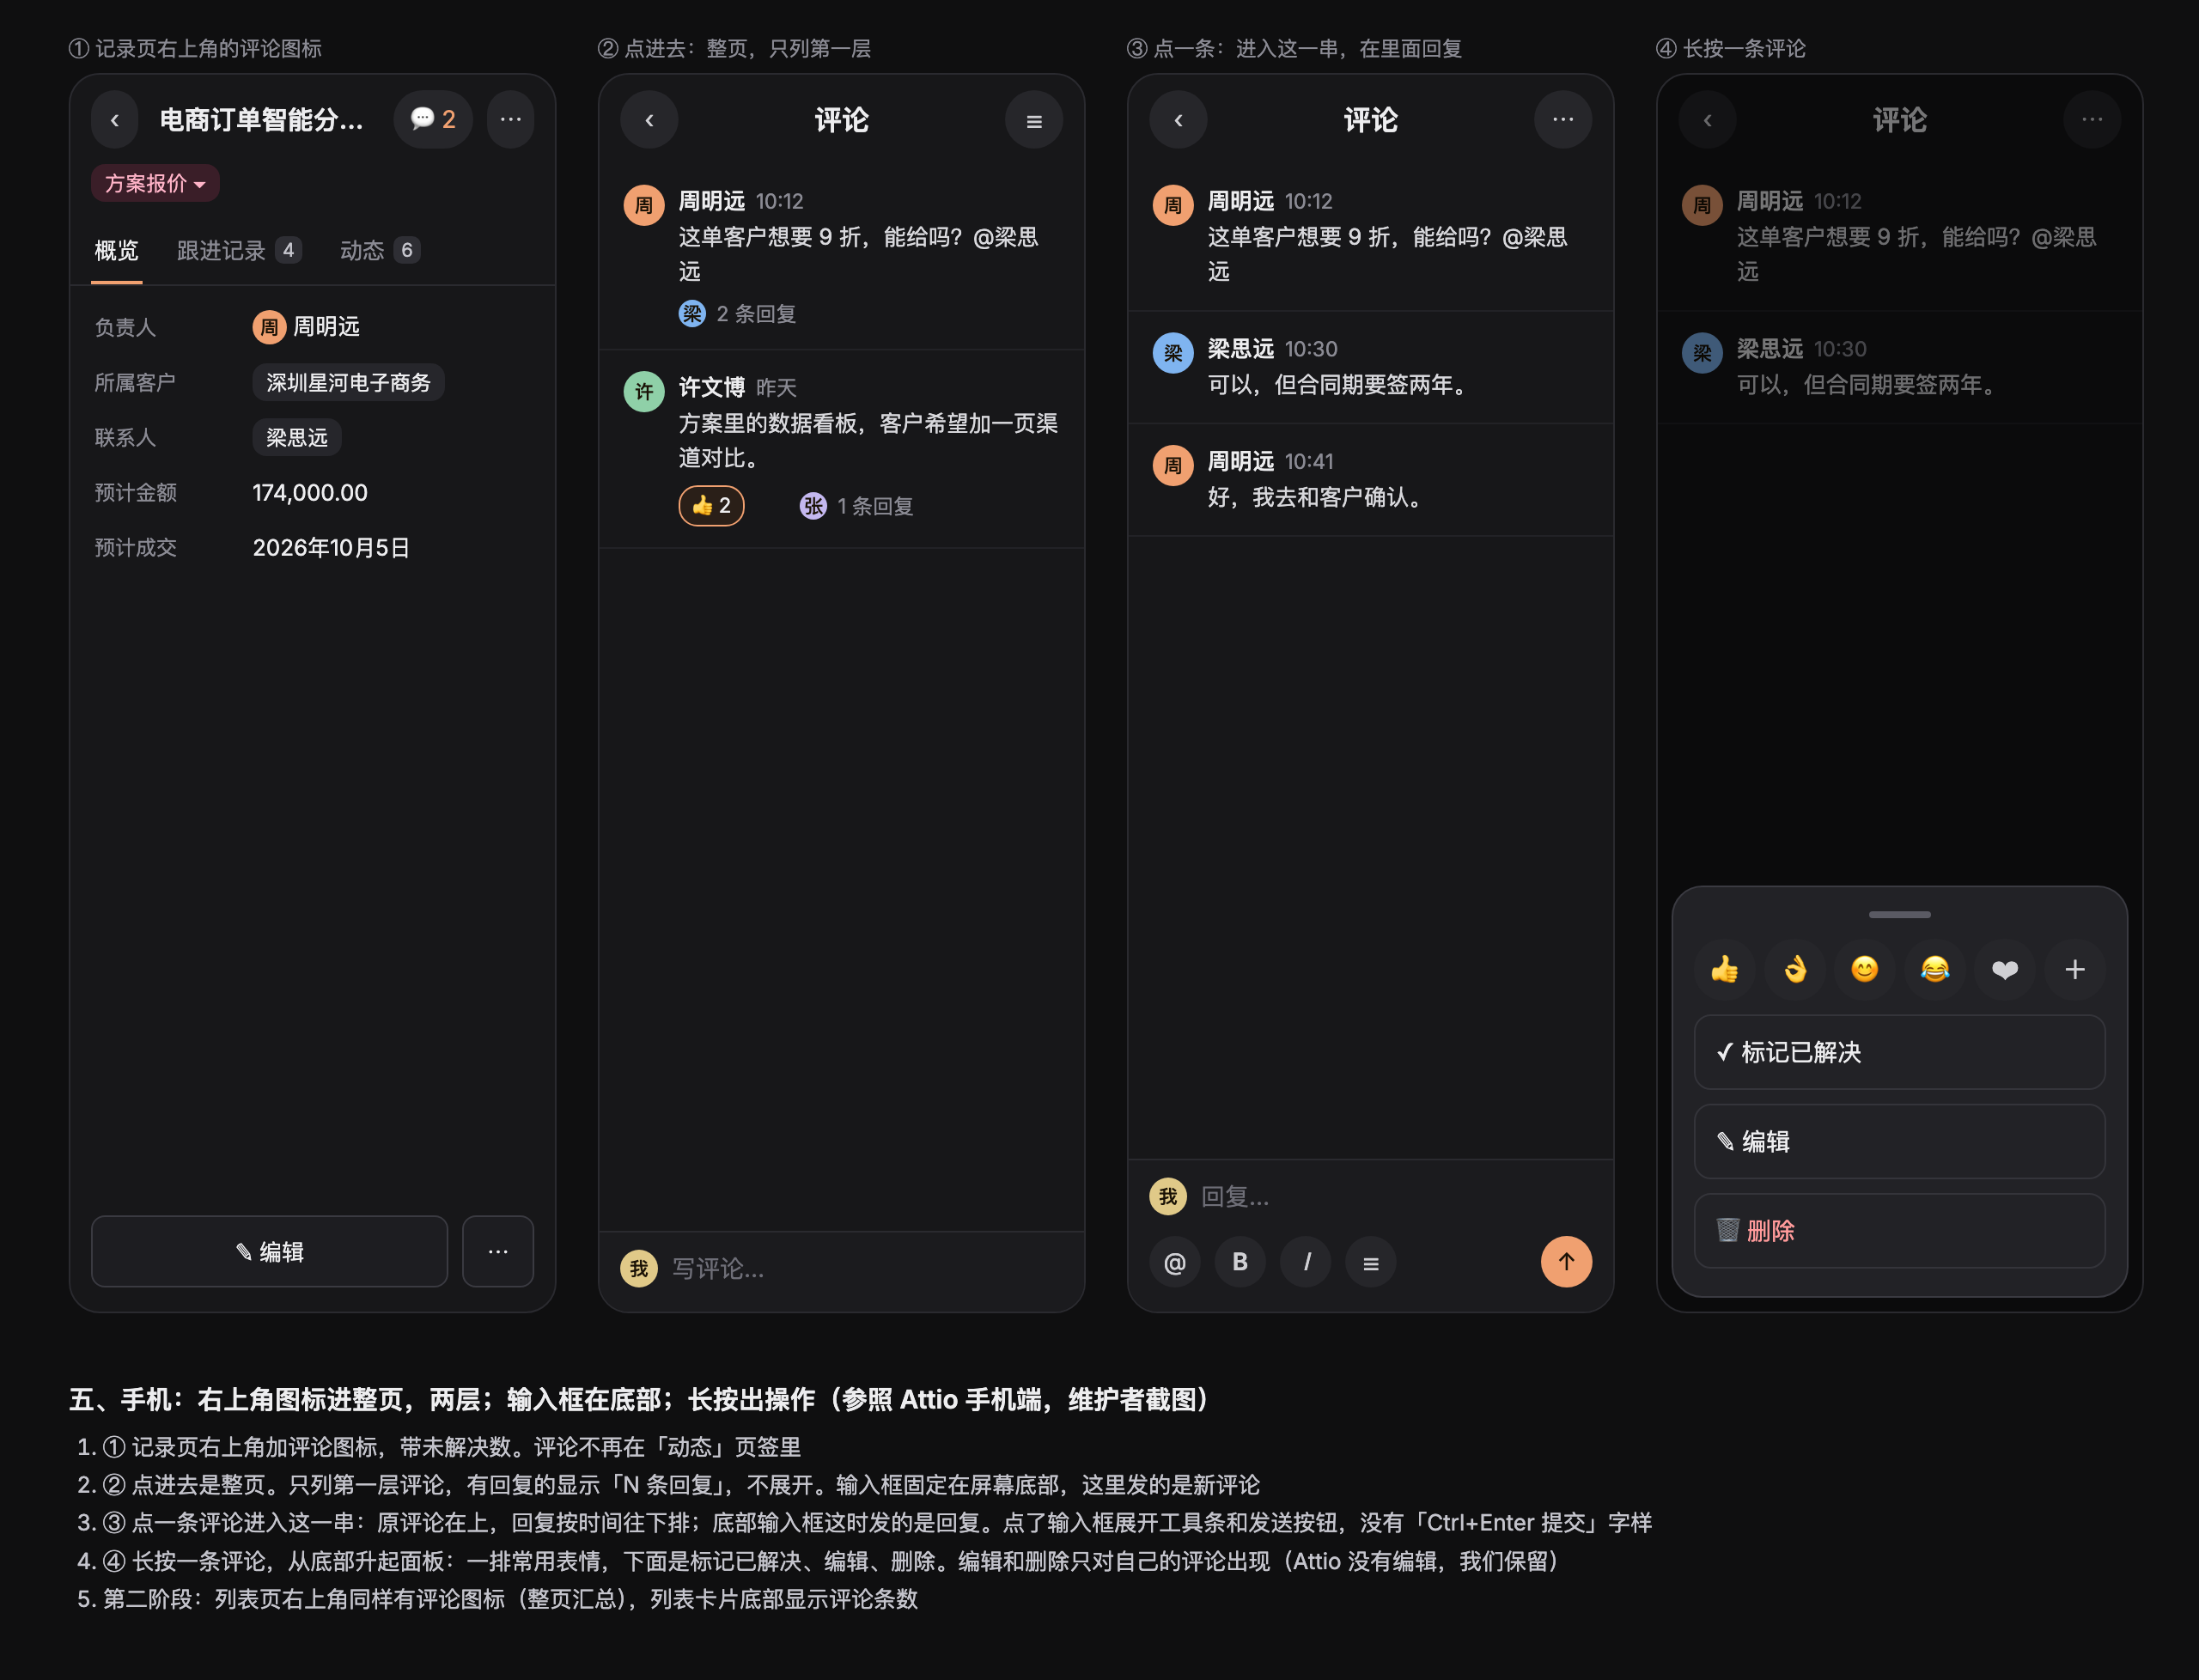 ① 记录页右上角的评论图标
‹ 电商订单智能分... 💬 2 ···
方案报价
概览 跟进记录 4 动态 6
负责人 周 周明远
所属客户 深圳星河电子商务
联系人 梁思远
预计金额 174,000.00
预计成交 2026年10月5日
✎ 编辑 ···
② 点进去：整页，只列第一层
‹ 评论 ≡
周 周明远 10:12
这单客户想要 9 折，能给吗？@梁思
远
梁 2 条回复
许 许文博 昨天
方案里的数据看板，客户希望加一页渠
道对比。
👍 2 张 1 条回复
我 写评论...
③ 点一条：进入这一串，在里面回复
‹ 评论 ···
周 周明远 10:12
这单客户想要 9 折，能给吗？@梁思
远
梁 梁思远 10:30
可以，但合同期要签两年。
周 周明远 10:41
好，我去和客户确认。
我 回复...
@ B I ≡ ↑
④ 长按一条评论
‹ 评论 ···
周 周明远 10:12
这单客户想要 9 折，能给吗？@梁思
远
梁 梁思远 10:30
可以，但合同期要签两年。
👍 👌 😊 😂 ❤ +
✓ 标记已解决
✎ 编辑
🗑 删除
五、手机：右上角图标进整页，两层；输入框在底部；长按出操作（参照 Attio 手机端，维护者截图）
1. ① 记录页右上角加评论图标，带未解决数。评论不再在「动态」页签里
2. ② 点进去是整页。只列第一层评论，有回复的显示「N 条回复」，不展开。输入框固定在屏幕底部，这里发的是新评论
3. ③ 点一条评论进入这一串：原评论在上，回复按时间往下排；底部输入框这时发的是回复。点了输入框展开工具条和发送按钮，没有「Ctrl+Enter 提交」字样
4. ④ 长按一条评论，从底部升起面板：一排常用表情，下面是标记已解决、编辑、删除。编辑和删除只对自己的评论出现（Attio 没有编辑，我们保留）
5. 第二阶段：列表页右上角同样有评论图标（整页汇总），列表卡片底部显示评论条数